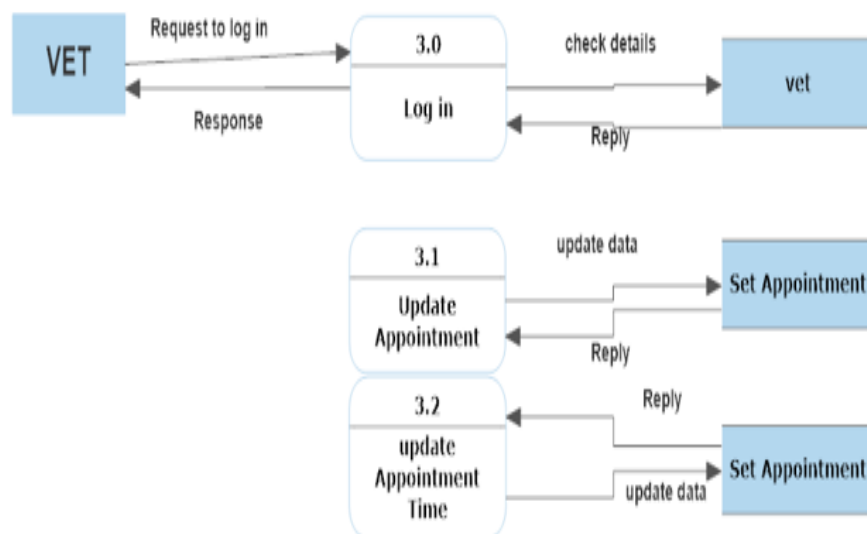 Request to log in
VET
3.0
check details
Log in
vet
Response
Reply
update data
3.1
Set Appointment
Update
Appointment
Reply
3.2
Reply
update
Appointment
Time
Set Appointment
update data